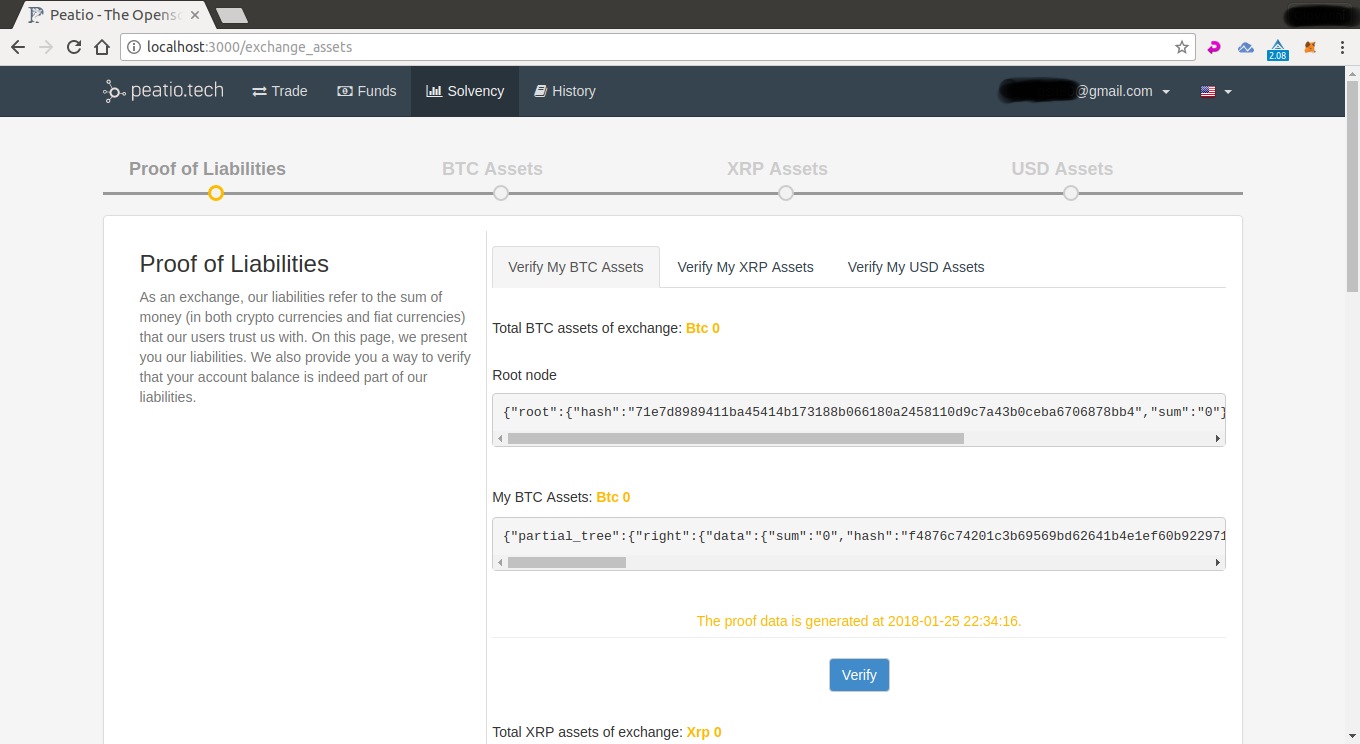 Peatio - The Openso
localhost:3000/exchange_assets
2.08
peatio.tech Trade Funds Solvency History @gmail.com
Proof of Liabilities BTC Assets XRP Assets USD Assets
Proof of Liabilities
As an exchange, our liabilities refer to the sum of
money (in both crypto currencies and fiat currencies)
that our users trust us with. On this page, we present
you our liabilities. We also provide you a way to verify
that your account balance is indeed part of our
liabilities.
Verify My BTC Assets Verify My XRP Assets Verify My USD Assets
Total BTC assets of exchange: Btc 0
Root node
{"root":{"hash":"71e7d8989411ba45414b173188b066180a2458110d9c7a43b0ceba6706878bb4","sum":"0"}
My BTC Assets: Btc 0
{"partial_tree":{"right":{"data":{"sum":"0","hash":"f4876c74201c3b69569bd62641b4e1ef60b922971
The proof data is generated at 2018-01-25 22:34:16.
Verify
Total XRP assets of exchange: Xrp 0